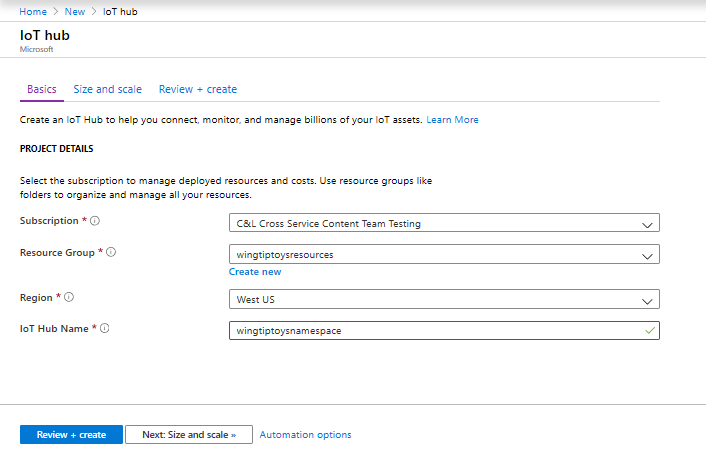 Home > New > IoT hub
IoT hub
Microsoft
Basics Size and scale Review + create
Create an IoT Hub to help you connect, monitor, and manage billions of your IoT assets. Learn More
PROJECT DETAILS
Select the subscription to manage deployed resources and costs. Use resource groups like
folders to organize and manage all your resources.
Subscription * C&L Cross Service Content Team Testing
Resource Group * wingtiptoysresources
Create new
Region * West US
IoT Hub Name * wingtiptoysnamespace
Review + create Next: Size and scale » Automation options